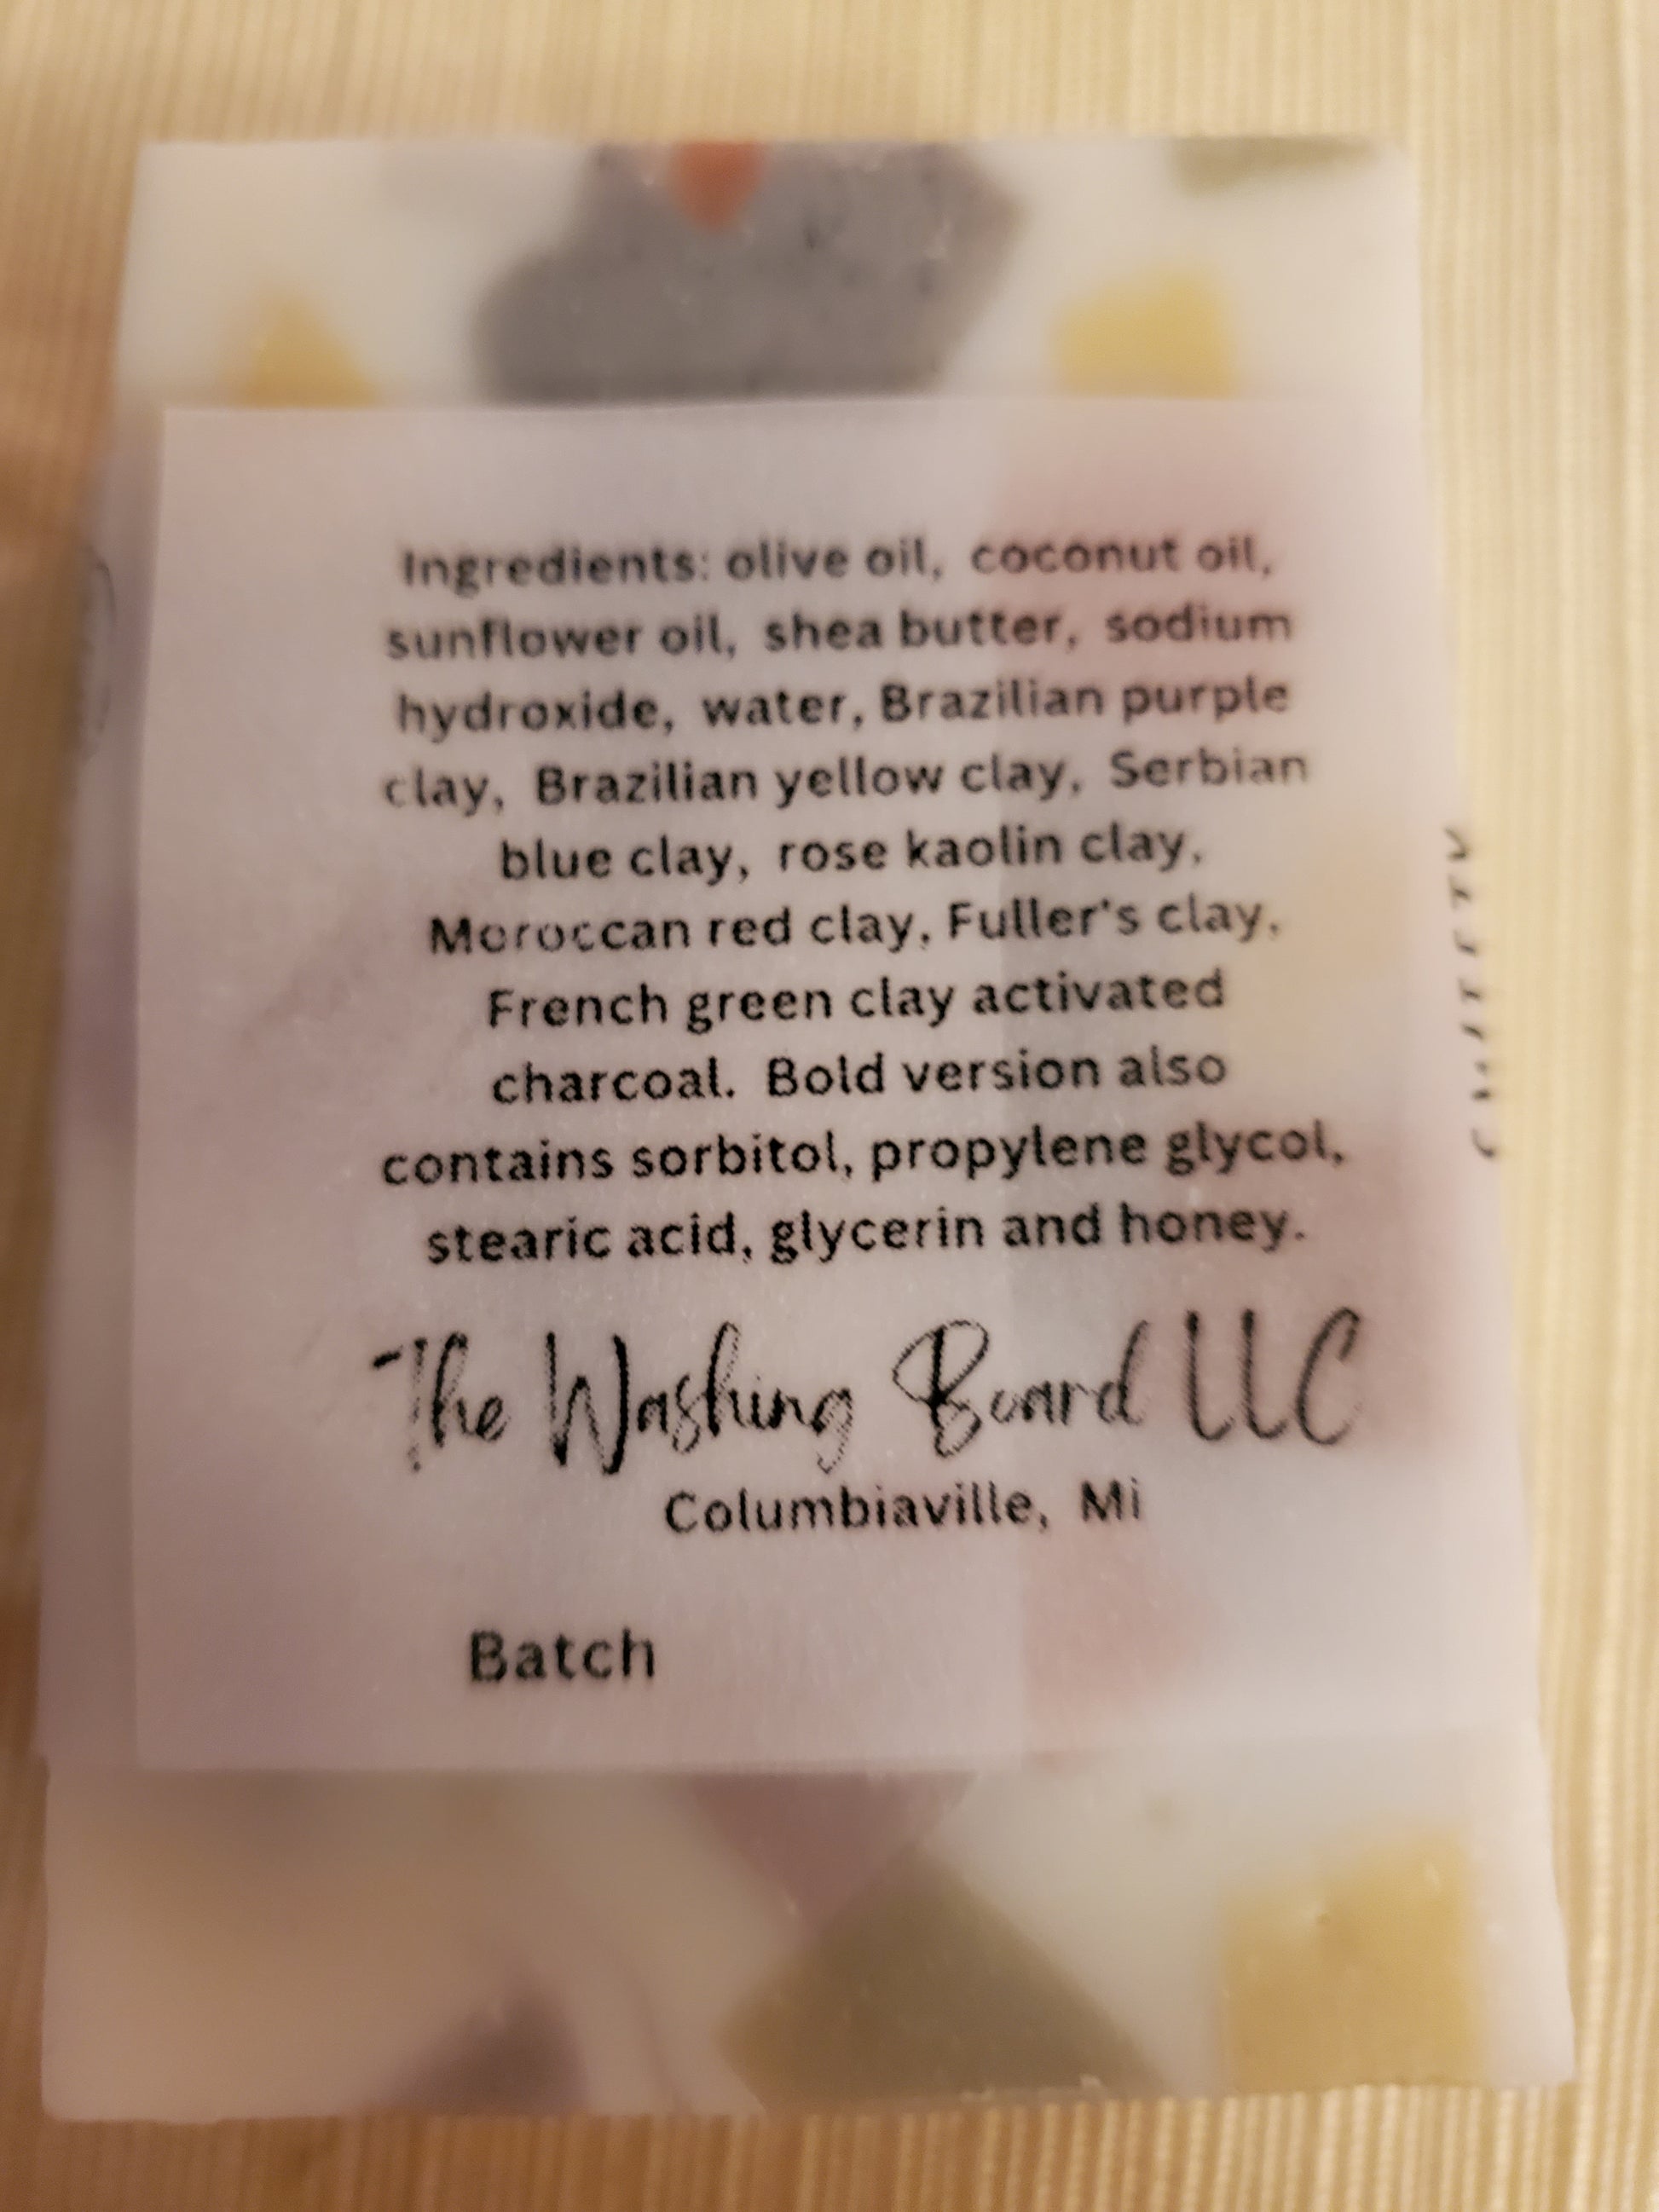 Ingredients: olive oil, coconut oil,
sunflower oil, shea butter, sodium
hydroxide, water, Brazilian purple
clay, Brazilian yellow clay, Serbian
blue clay, rose kaolin clay,
Moroccan red clay, Fuller's clay,
French green clay activated
charcoal. Bold version also
contains sorbitol, propylene glycol,
stearic acid, glycerin and honey.
The Washing Board LLC
Columbiaville, Mi
Batch